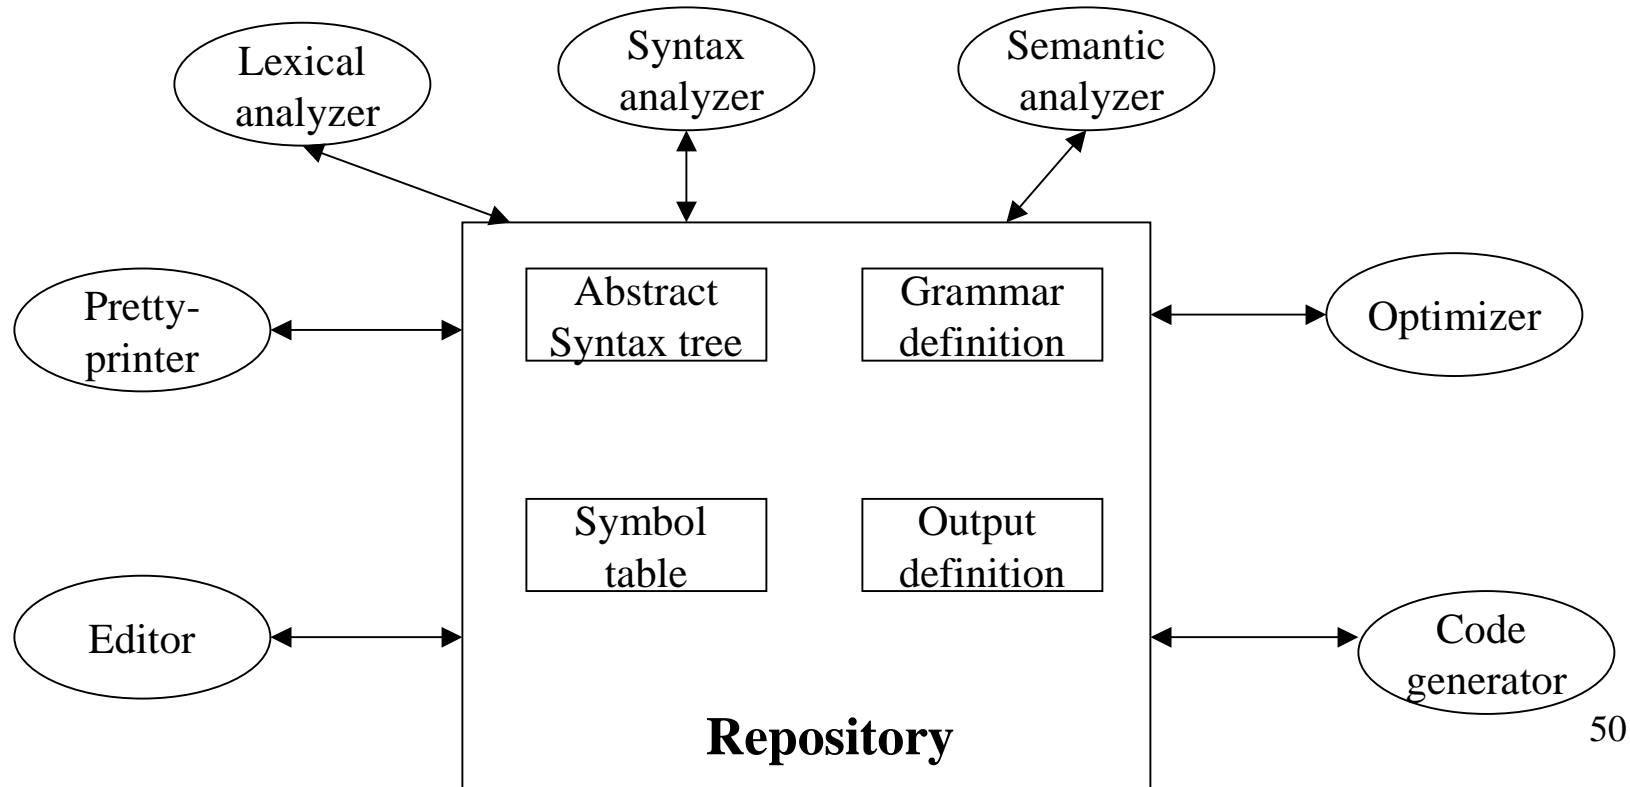 Lexical
analyzer
Syntax
analyzer
Semantic
analyzer
Pretty-
printer
Abstract
Syntax tree
Grammar
definition
Optimizer
Symbol
table
Output
definition
Editor
Code
generator
Repository
50